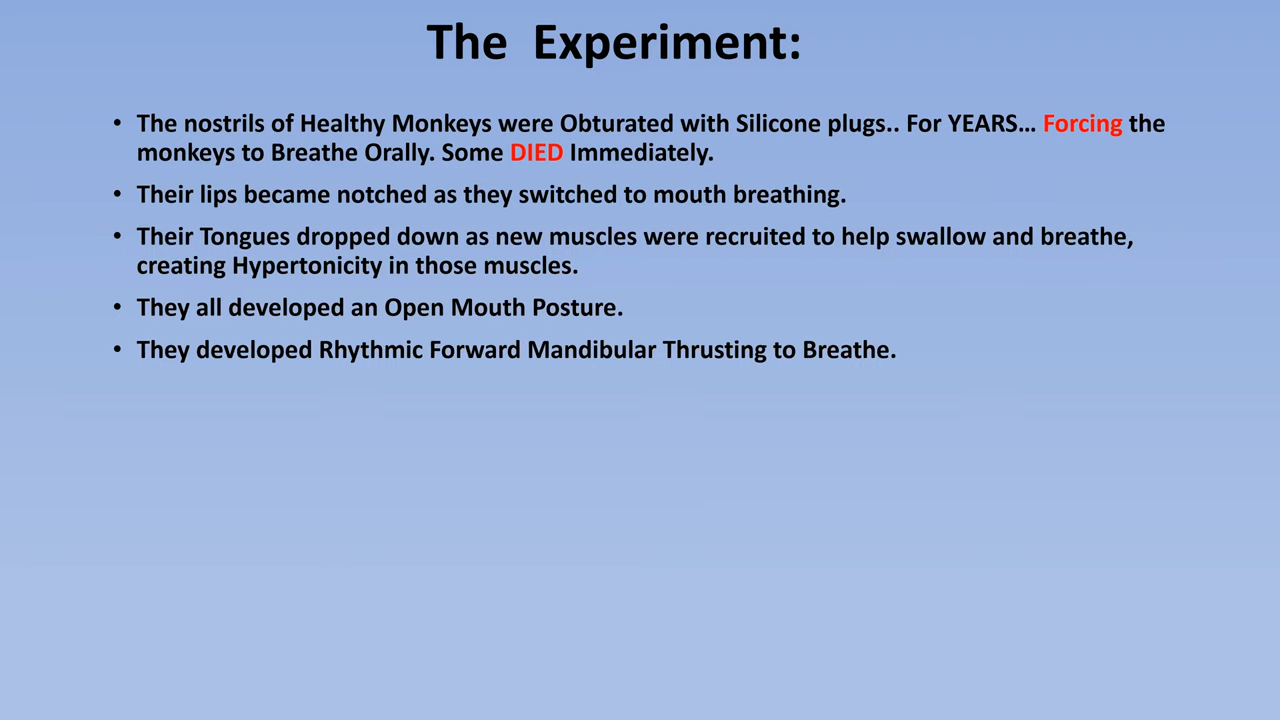 The Experiment:
• The nostrils of Healthy Monkeys were Obturated with Silicone plugs.. For YEARS... Forcing the
monkeys to Breathe Orally. Some DIED Immediately.
• Their lips became notched as they switched to mouth breathing.
• Their Tongues dropped down as new muscles were recruited to help swallow and breathe,
creating Hypertonicity in those muscles.
• They all developed an Open Mouth Posture.
• They developed Rhythmic Forward Mandibular Thrusting to Breathe.